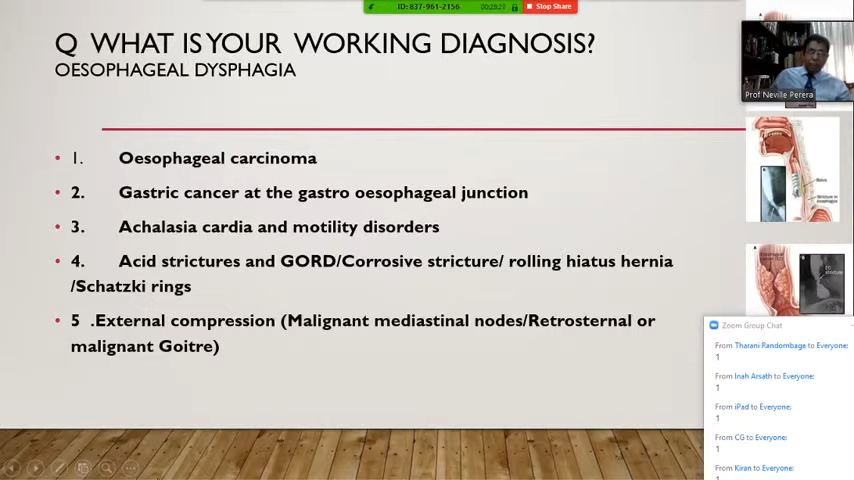 ID: 837-961-2156
Stop Share
Q WHAT IS YOUR WORKING DIAGNOSIS?
OESOPHAGEAL DYSPHAGIA
• 1. Oesophageal carcinoma
• 2. Gastric cancer at the gastro oesophageal junction
• 3. Achalasia cardia and motility disorders
• 4. Acid strictures and GORD/Corrosive stricture/ rolling hiatus hernia
/Schatzki rings
• 5 .External compression (Malignant mediastinal nodes/Retrosternal or
malignant Goitre)
Prof Neville Perera
Stricture in
Zoom Group Chat
From Tharani Randombage to Everyone:
1
From Inah Arsath to Everyone:
1
From iPad to Everyone:
1
From CG to Everyone:
1
From Kiran to Everyone:
1